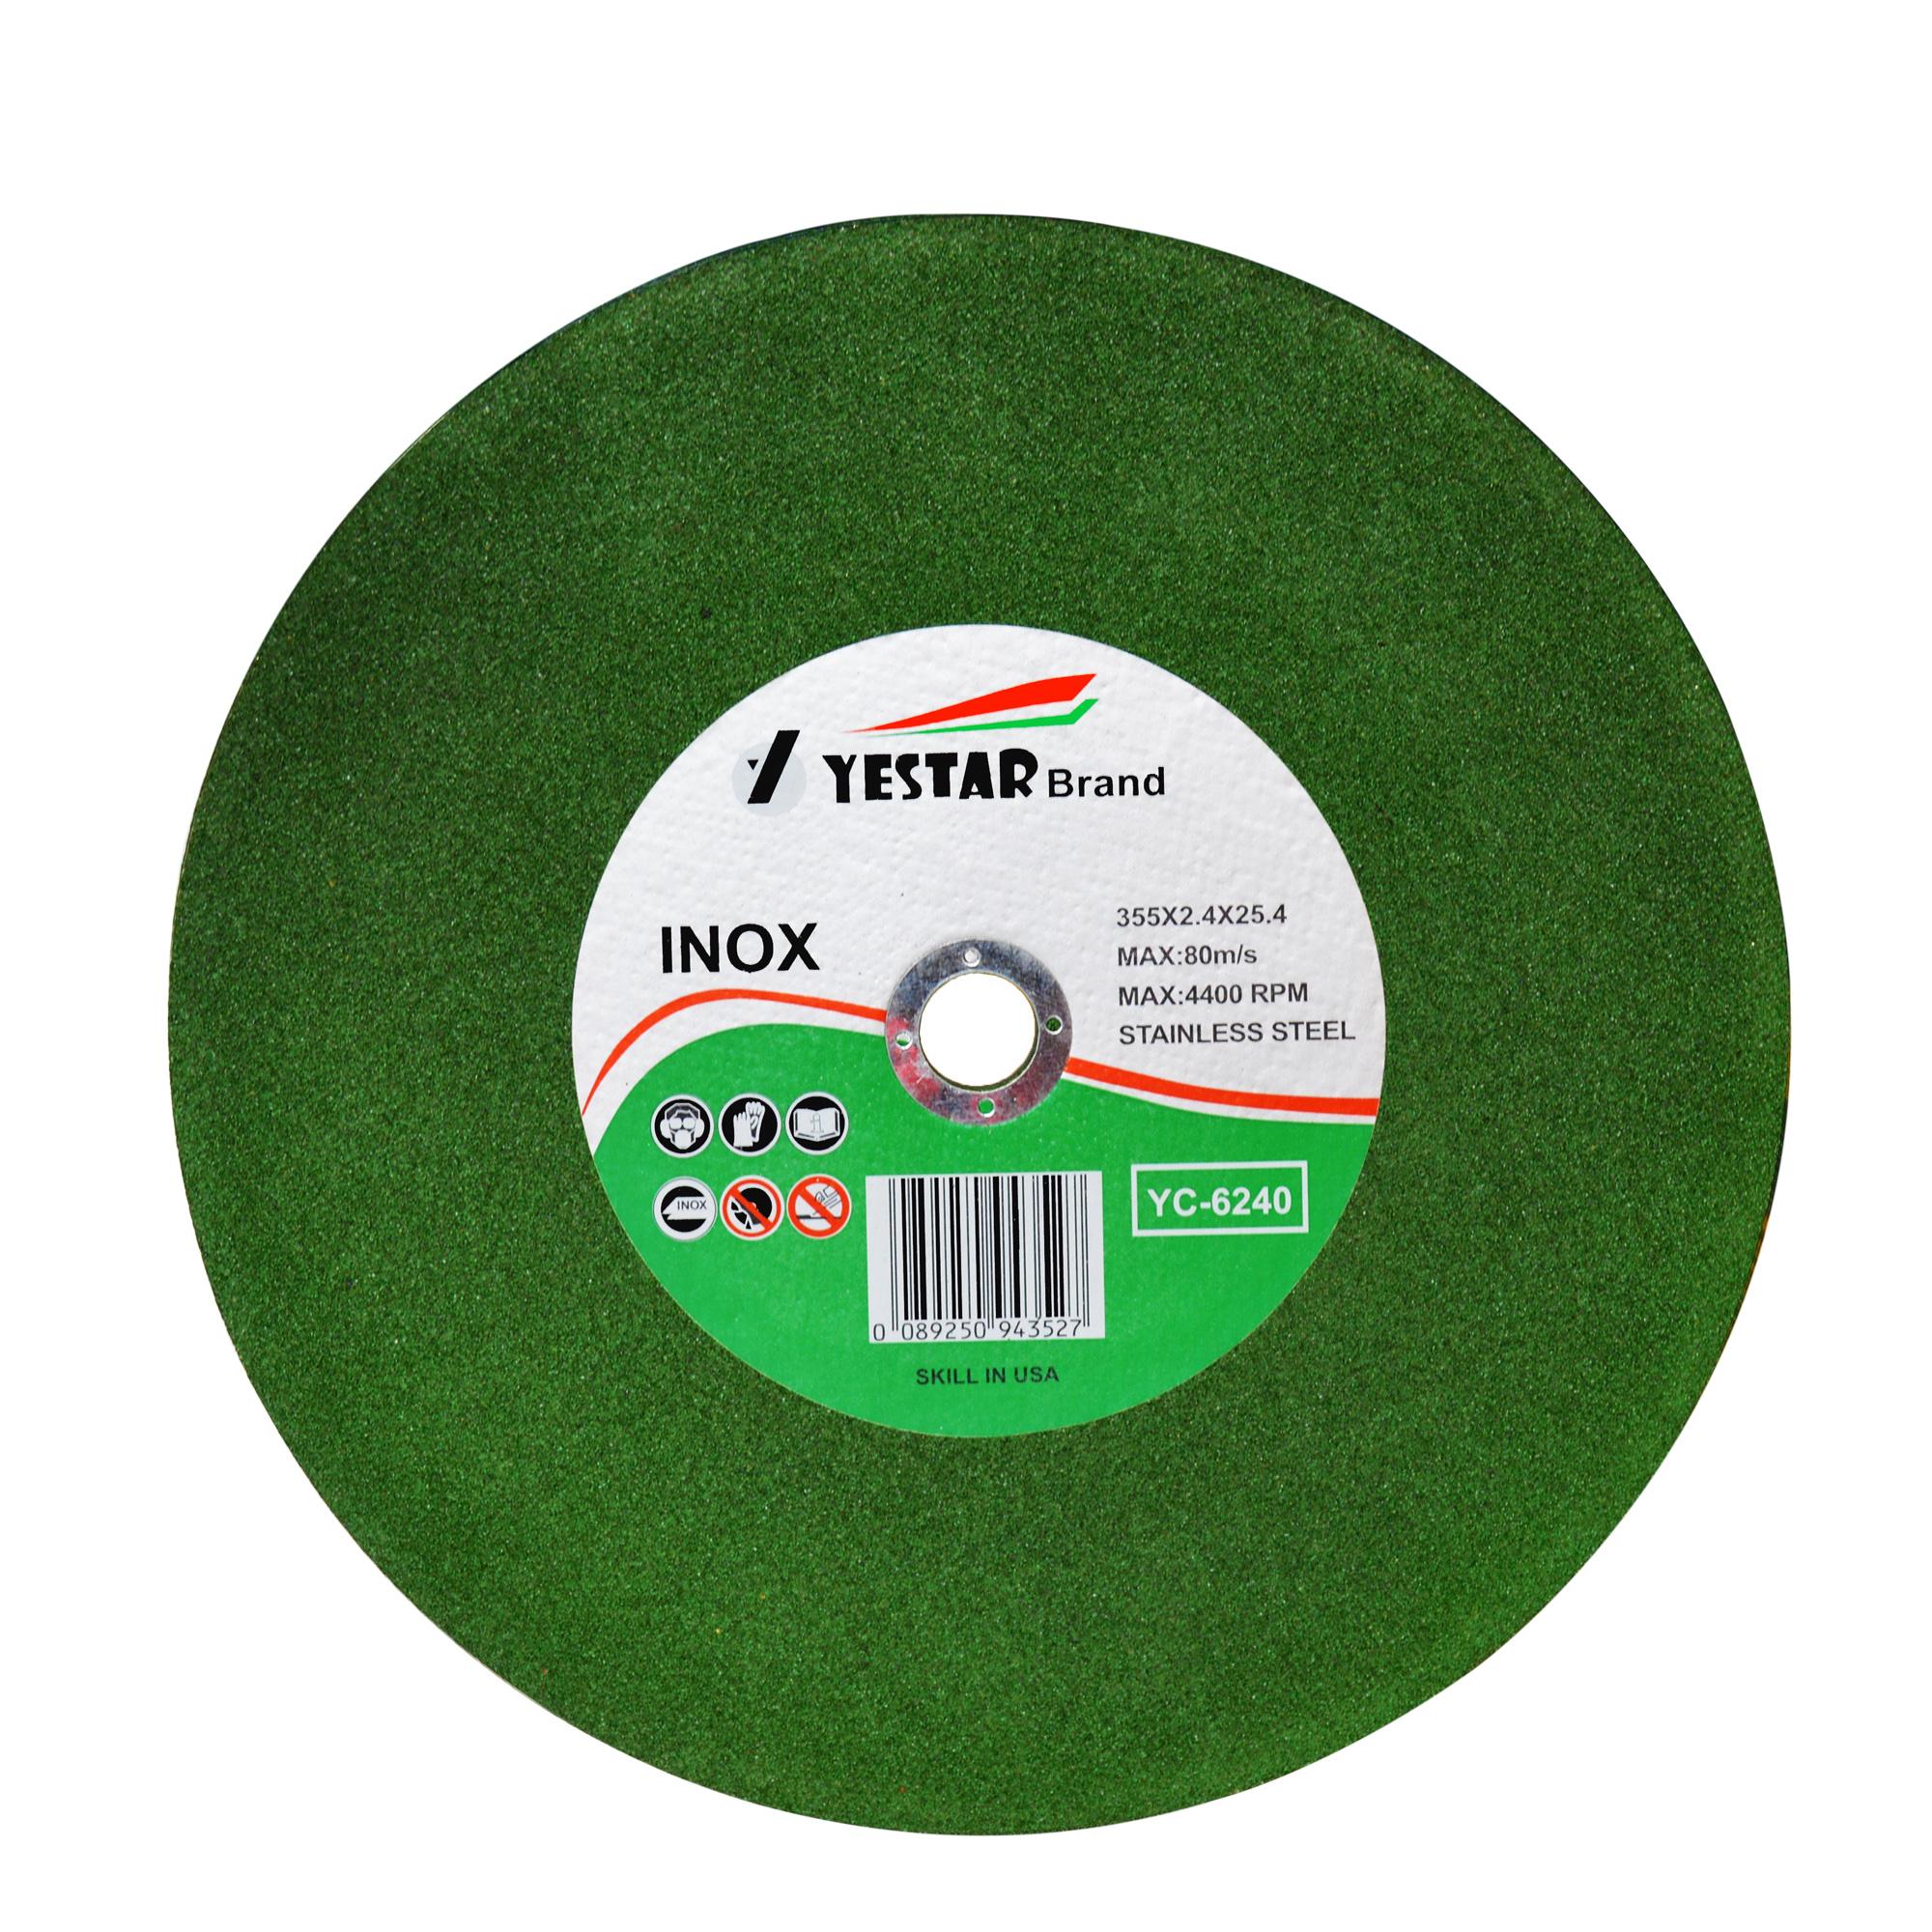 YESTAR Brand
INOX
355X2.4X25.4
MAX:80m/s
MAX:4400 RPM
STAINLESS STEEL
INOX
YC-6240
0 089250 943527
SKILL IN USA